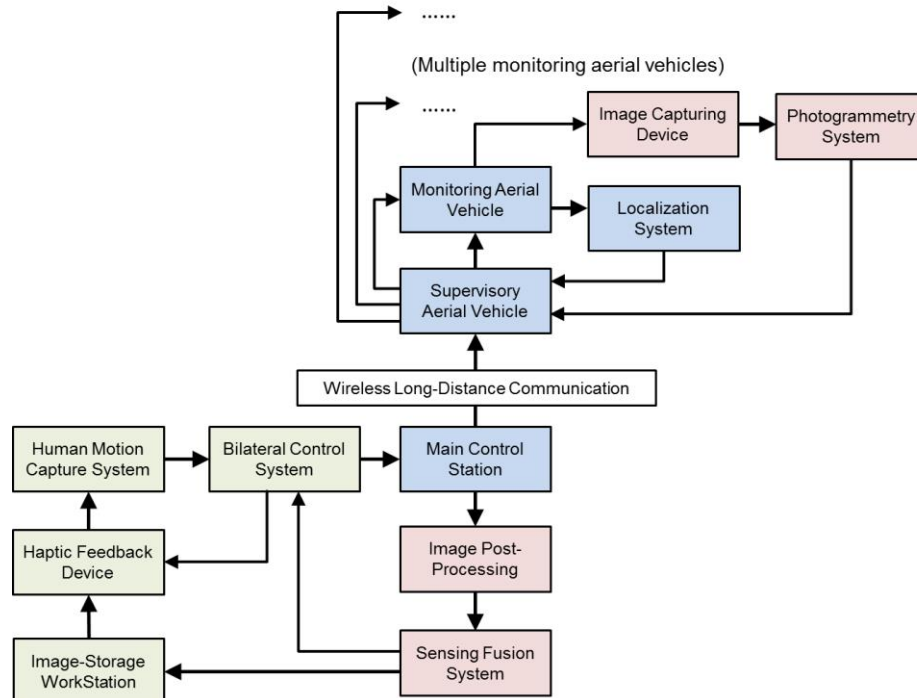 ......
(Multiple monitoring aerial vehicles)
......
Image Capturing
Device
Photogrammetry
System
Monitoring Aerial
Vehicle
Localization
System
Supervisory
Aerial Vehicle
Wireless Long-Distance Communication
Human Motion
Capture System
Bilateral Control
System
Main Control
Station
Haptic Feedback
Device
Image Post-
Processing
Image-Storage
WorkStation
Sensing Fusion
System